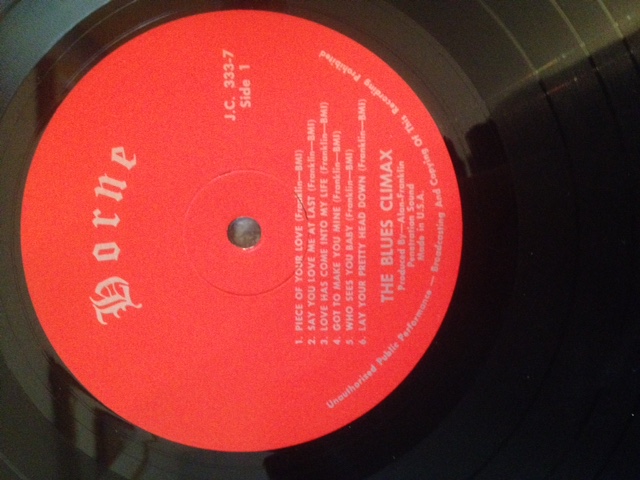 Horne
J.C. 333-7
Side 1
1. PIECE OF YOUR LOVE (Franklin—BMI)
2. SAY YOU LOVE ME AT LAST (Franklin—BMI)
3. LOVE HAS COME INTO MY LIFE (Franklin—BMI)
4. GOT TO MAKE YOU MINE (Franklin—BMI)
5. WHO SEES YOU BABY (Franklin—BMI)
6. LAY YOUR PRETTY HEAD DOWN (Franklin—BMI)
THE BLUES CLIMAX
Produced By—Alan-Franklin
Penetration Sound
Made in U.S.A.
Unauthorised Public Performance — Broadcasting And Copying Of This Recording Prohibited